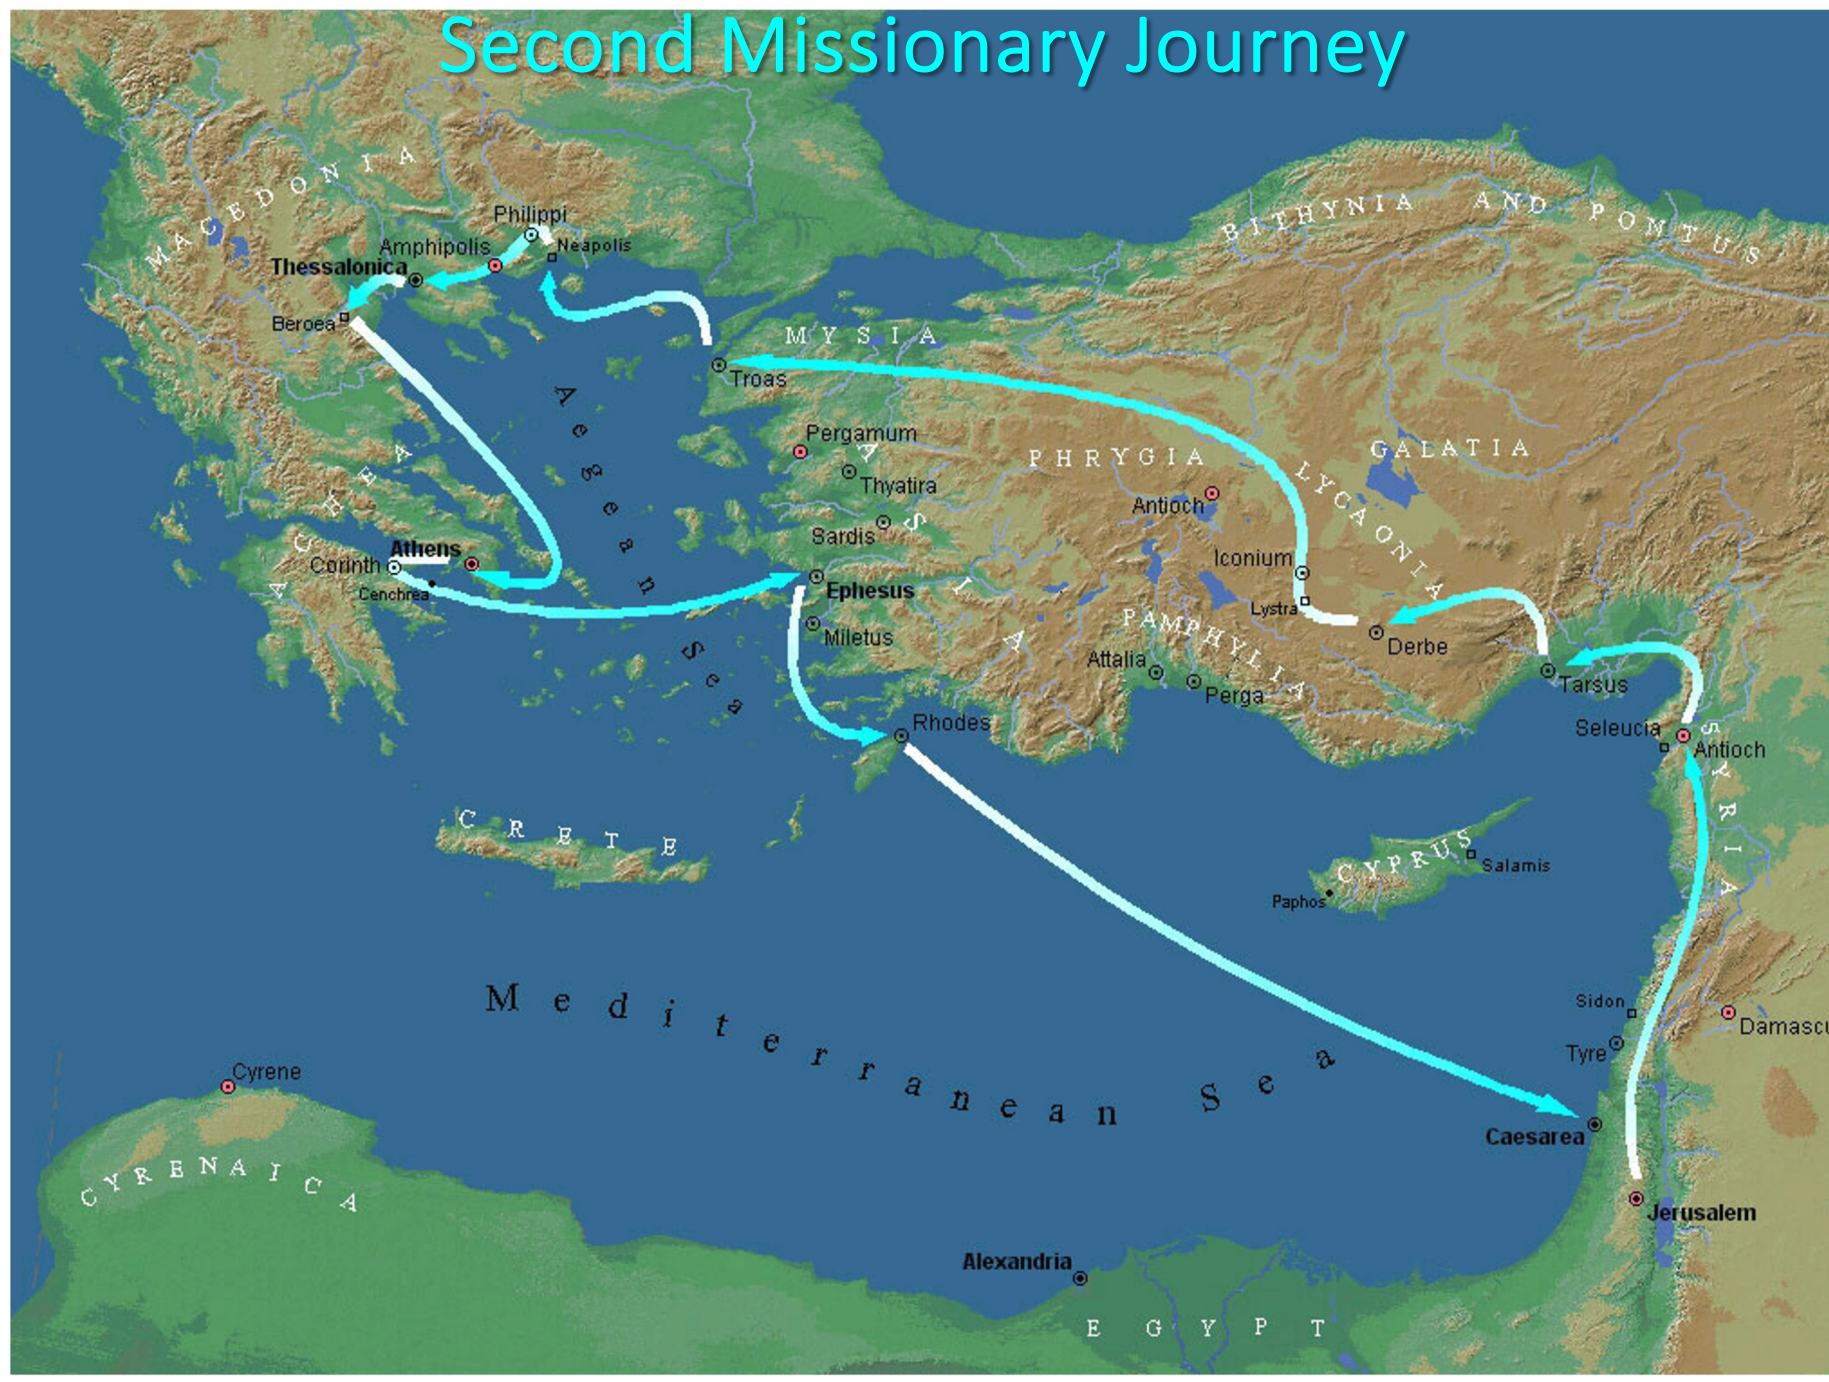 Second Missionary Journey
MACEDONIA
BITHYNIA AND PONTUS
Philippi
Neapolis
Amphipolis
Thessalonica
Beroea
MYSIA
Troas
Aegean Sea
Pergamum
Thyatira
Sardis
ASIA
PHRYGIA
Antioch
GALATIA
LYCAONIA
Iconium
Lystra
Derbe
ACHEA
Athens
Corinth
Cenchrea
Ephesus
Miletus
PAMPHYLIA
Attalia
Perga
Tarsus
Rhodes
Seleucia
Antioch
SYRIA
CRETE
CYPRUS
Salamis
Paphos
Mediterranean Sea
Sidon
Tyre
Damascu
Cyrene
CYRENAICA
Caesarea
Jerusalem
Alexandria
EGYPT